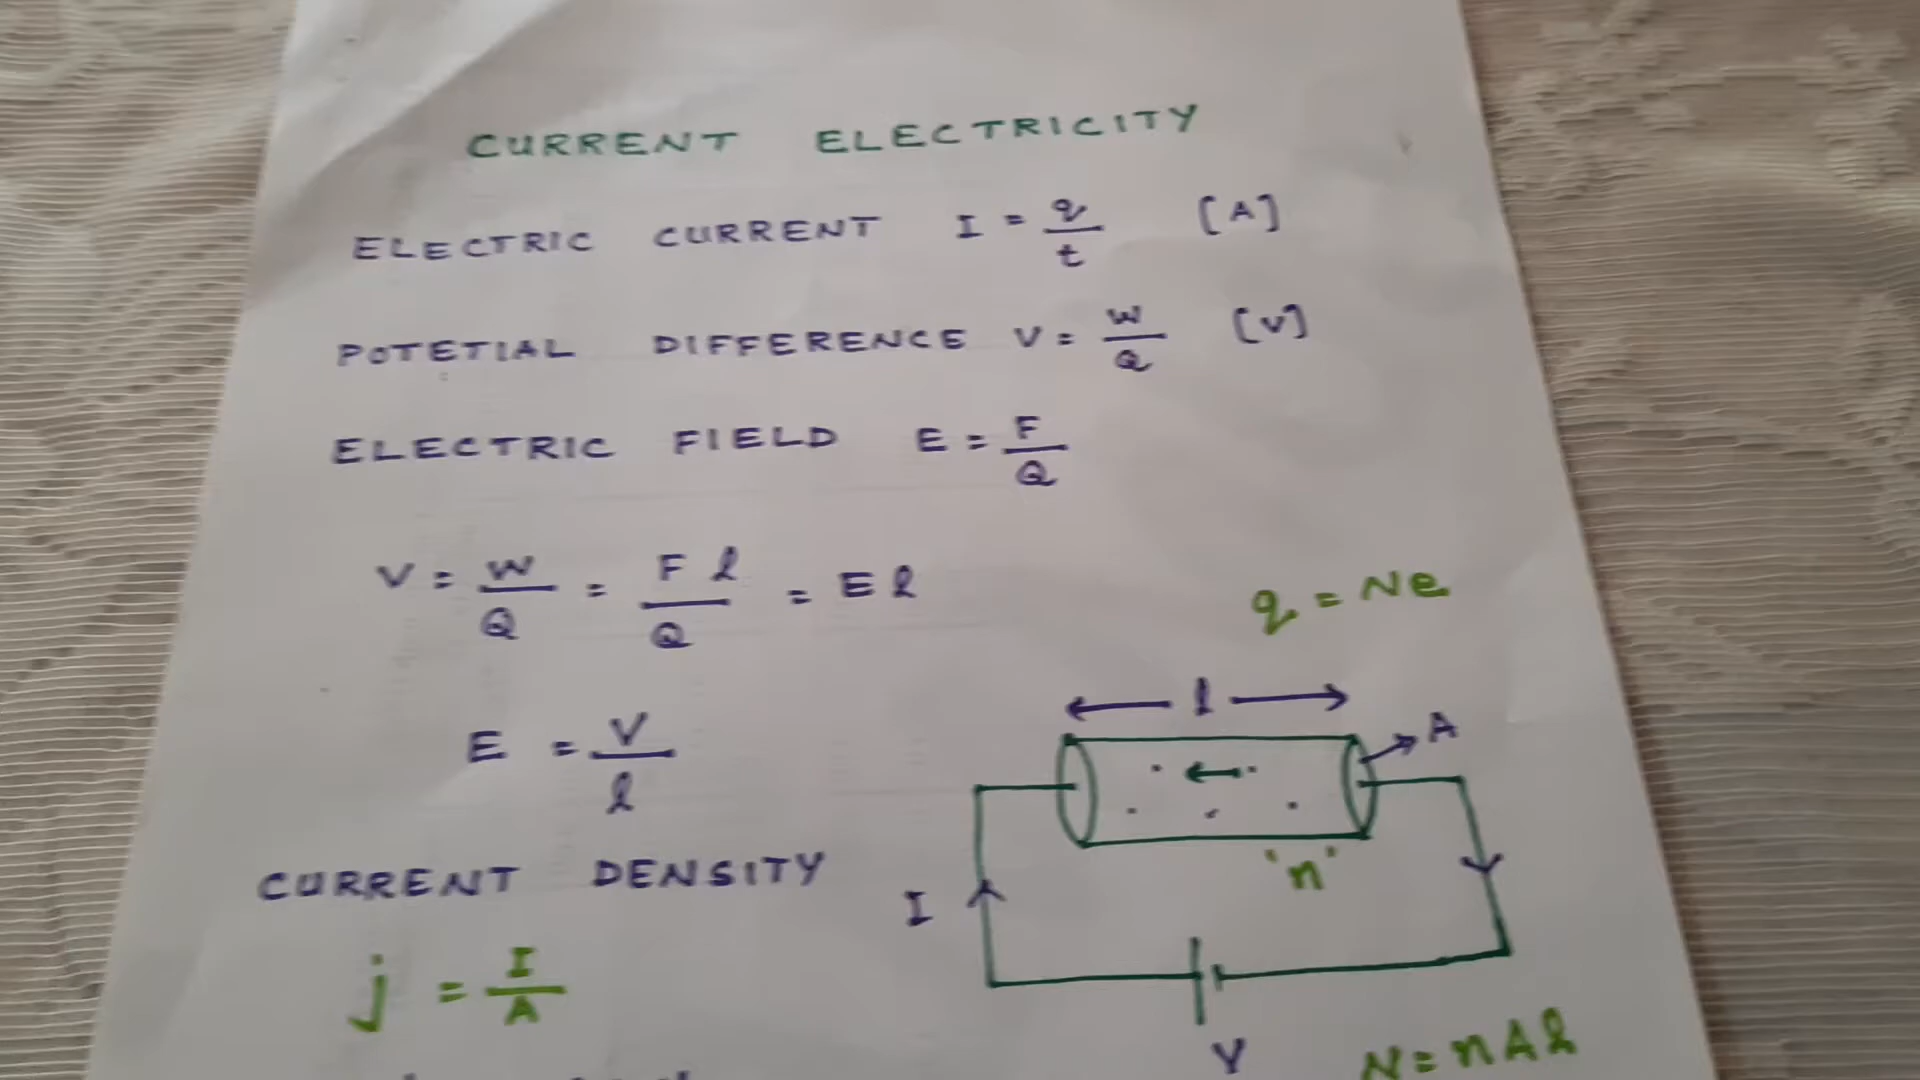 CURRENT ELECTRICITY
ELECTRIC CURRENT I = q/t [A]
POTETIAL DIFFERENCE V = W/Q [V]
ELECTRIC FIELD E = F/Q
V = W/Q = Fl/Q = El
q = Ne
E = V/l
l
A
"n"
I
V
N = nAl
CURRENT DENSITY
j = I/A